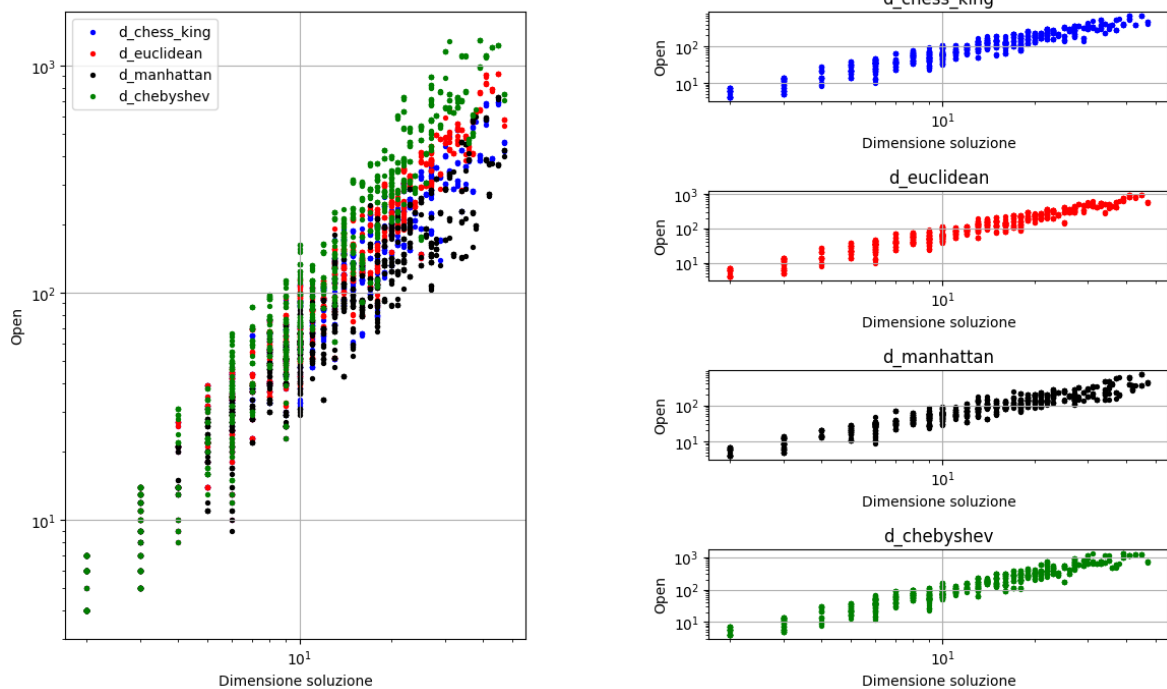 d_chess_king
d_euclidean
d_manhattan
d_chebyshev
10³
10²
10¹
Open
10¹
Dimensione soluzione
d_chess_king
10²
10¹
Open
10¹
Dimensione soluzione
d_euclidean
10³
10²
10¹
Open
10¹
Dimensione soluzione
d_manhattan
10²
10¹
Open
10¹
Dimensione soluzione
d_chebyshev
10³
10²
10¹
Open
10¹
Dimensione soluzione